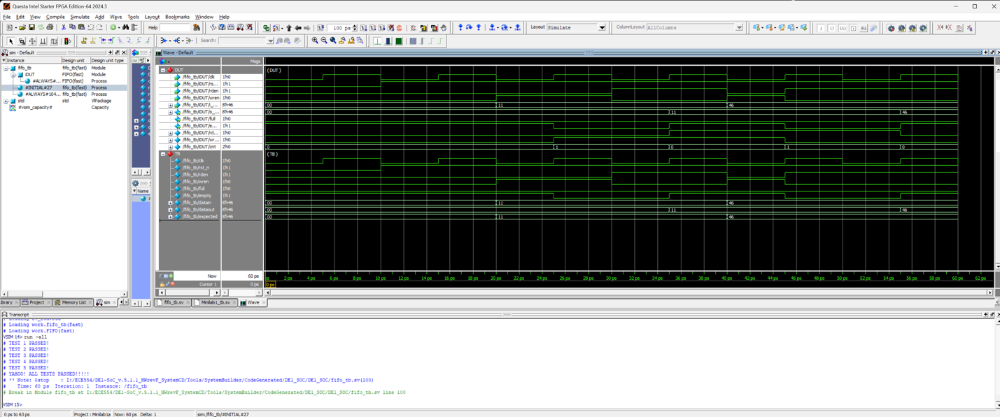 Questa Intel Starter FPGA Edition-64 2024.3
File Edit View Compile Simulate Add Wave Tools Layout Bookmarks Window Help
Help 100 ps Layout Simulate ColumnLayout AllColumns
Search:
sim - Default
Instance Design unit Design unit type
fifo_tb fifo_tb(fast) Module
iDUT FIFO(fast) Module
#ALWAYS#... FIFO(fast) Process
#INITIAL#27 fifo_tb(fast) Process
#ALWAYS#104... fifo_tb(fast) Process
std std VIPackage
#vsim_capacity# Capacity
Name
Wave - Default
Msgs
DUT (DUT)
/fifo_tb/iDUT/clk 1'h0
/fifo_tb/iDUT/rs... 1'h1
/fifo_tb/iDUT/rden 1'h1
/fifo_tb/iDUT/wren 1'h0
/fifo_tb/iDUT/i_... 8'h46 00 11 46
/fifo_tb/iDUT/o_... 8'h46 00 11 46
/fifo_tb/iDUT/full 1'h0
/fifo_tb/iDUT/e... 1'h1
/fifo_tb/iDUT/rd... 1'h0
/fifo_tb/iDUT/wr... 1'h0
/fifo_tb/iDUT/cnt 2'h0 0 1 0 1 0
TB (TB)
/fifo_tb/clk 1'h0
/fifo_tb/rst_n 1'h1
/fifo_tb/rden 1'h1
/fifo_tb/wren 1'h0
/fifo_tb/full 1'h0
/fifo_tb/empty 1'h1
/fifo_tb/datain 8'h46 00 11 46
/fifo_tb/dataout 8'h46 00 11 46
/fifo_tb/expected 8'h46 00 11 46
Now 60 ps ps 2 ps 4 ps 6 ps 8 ps 10 ps 12 ps 14 ps 16 ps 18 ps 20 ps 22 ps 24 ps 26 ps 28 ps 30 ps 32 ps 34 ps 36 ps 38 ps 40 ps 42 ps 44 ps 46 ps 48 ps 50 ps 52 ps 54 ps 56 ps 58 ps 60 ps 62 ps
Cursor 1 0 ps 0 ps
ibrary Project Memory List sim fifo_tb.sv Minilab1_tb.sv Wave
Transcript
# Loading work.fifo_tb(fast)
# Loading work.FIFO(fast)
VSIM 14> run -all
# TEST 1 PASSED!
# TEST 2 PASSED!
# TEST 3 PASSED!
# TEST 4 PASSED!
# TEST 5 PASSED!
# YAHOO! ALL TESTS PASSED!!!!!
# ** Note: $stop : I:/ECE554/DE1-SoC_v.5.1.1_HWrevF_SystemCD/Tools/SystemBuilder/CodeGenerated/DE1_SOC/DE1_SOC/fifo_tb.sv(100)
# Time: 60 ps Iteration: 1 Instance: /fifo_tb
# Break in Module fifo_tb at I:/ECE554/DE1-SoC_v.5.1.1_HWrevF_SystemCD/Tools/SystemBuilder/CodeGenerated/DE1_SOC/DE1_SOC/fifo_tb.sv line 100
VSIM 15>
0 ps to 63 ps Project : Minilab1a Now: 60 ps Delta: 1 sim:/fifo_tb/#INITIAL#27